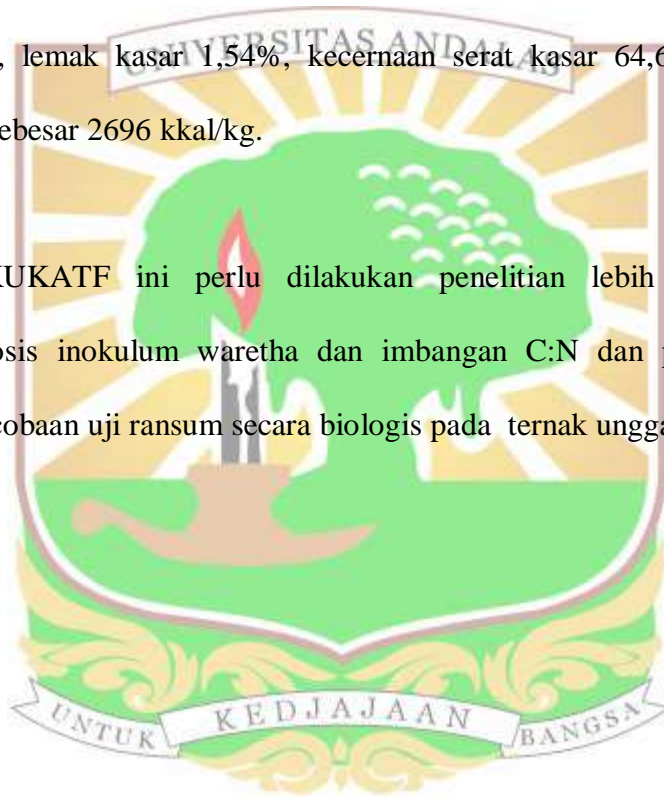 , lemak kasar 1,54%, kecernaan serat kasar 64,6
UNIVERSITAS ANDALAS
ebesar 2696 kkal/kg.
KUKATF ini perlu dilakukan penelitian lebih
osis inokulum waretha dan imbangan C:N dan p
cobaan uji ransum secara biologis pada ternak ungga
UNTUK KEDJAJAAN BANGSA